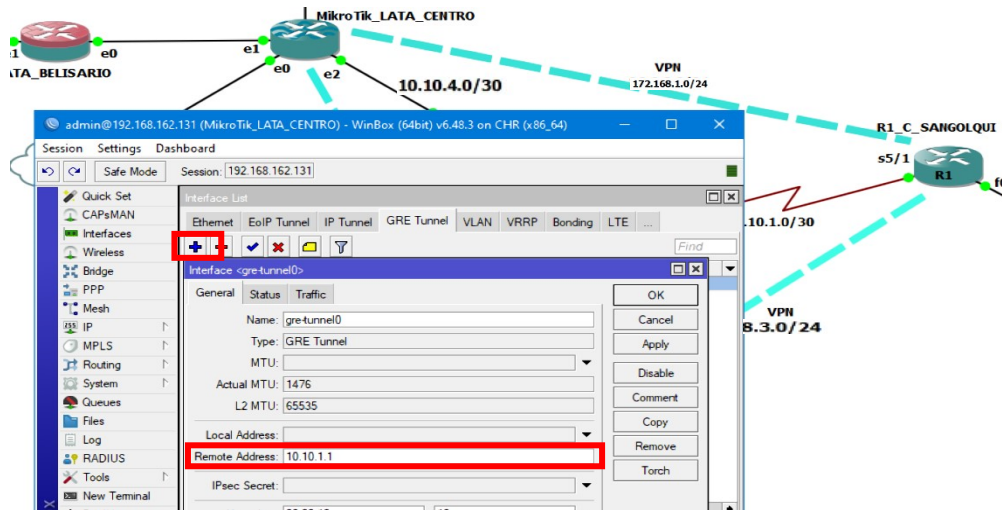 MikroTik_LATA_CENTRO
e1
e0
e1
e0
e2
TA_BELISARIO
10.10.4.0/30
VPN
172.168.1.0/24
R1_C_SANGOLQUI
s5/1
R1
.10.1.0/30
VPN
8.3.0/24
admin@192.168.162.131 (MikroTik_LATA_CENTRO) - WinBox (64bit) v6.48.3 on CHR (x86_64)
Session Settings Dashboard
Safe Mode Session: 192.168.162.131
Quick Set
CAPsMAN
Interfaces
Wireless
Bridge
PPP
Mesh
IP
MPLS
Routing
System
Queues
Files
Log
RADIUS
Tools
New Terminal
Interface List
Ethernet EoIP Tunnel IP Tunnel GRE Tunnel VLAN VRRP Bonding LTE ...
Find
Interface <gre-tunnel0>
General Status Traffic
Name: gre-tunnel0
Type: GRE Tunnel
MTU:
Actual MTU: 1476
L2 MTU: 65535
Local Address:
Remote Address: 10.10.1.1
IPsec Secret:
OK
Cancel
Apply
Disable
Comment
Copy
Remove
Torch